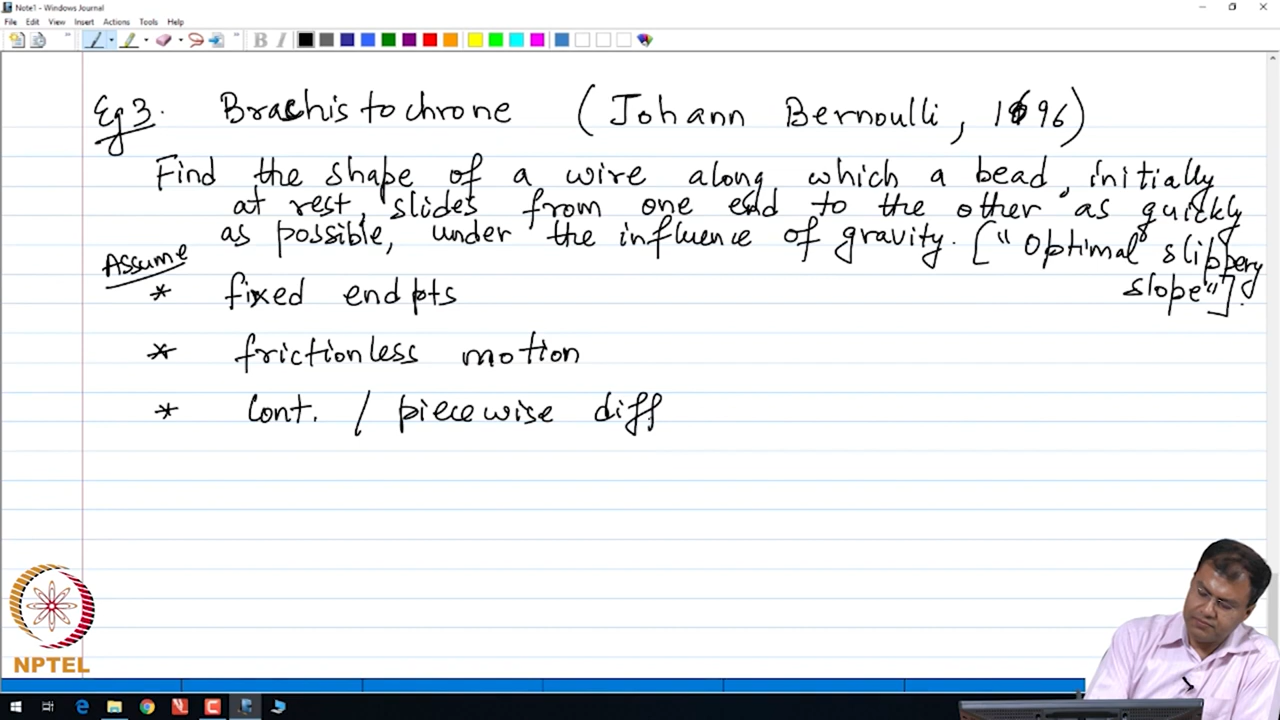 Note1 - Windows Journal
File Edit View Insert Actions Tools Help
Eg 3. Brachistochrone (Johann Bernoulli, 1696)
Find the shape of a wire along which a bead, initially
at rest, slides from one end to the other as quickly
as possible, under the influence of gravity. ["Optimal slippery
slope"].
Assume
* fixed endpts
* frictionless motion
* Cont. / piecewise diff
NPTEL